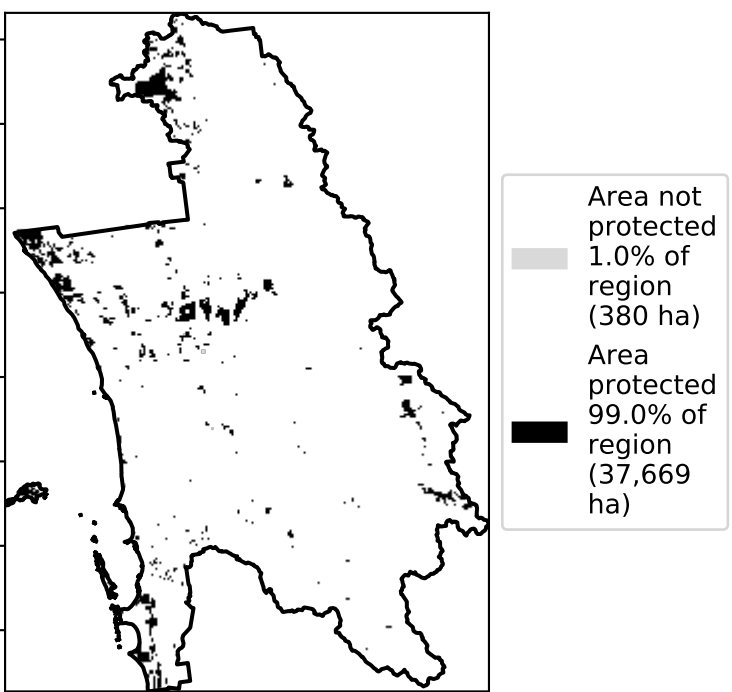 Area not
protected
1.0% of
region
(380 ha)
Area
protected
99.0% of
region
(37,669
ha)